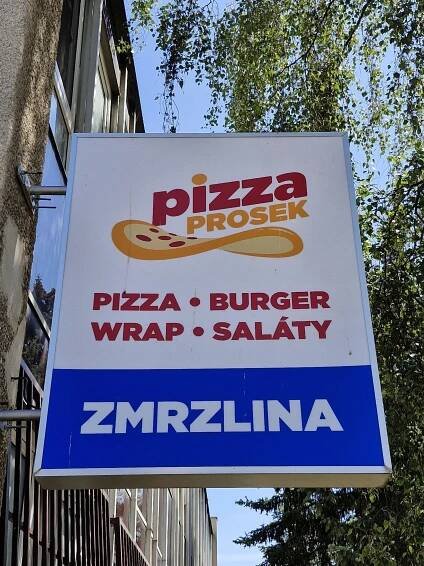 pizza
PROSEK
PIZZA • BURGER
WRAP • SALÁTY
ZMRZLINA